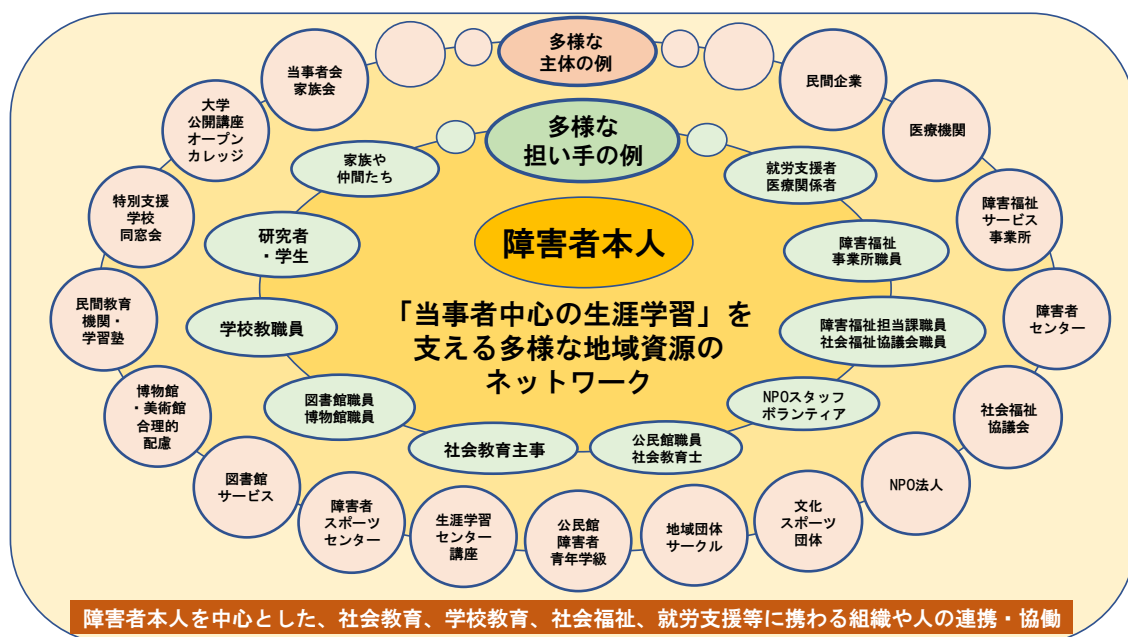 多様な
主体の例
民間企業
医療機関
障害福祉
サービス
事業所
障害者
センター
社会福祉
協議会
NPO法人
文化
スポーツ
団体
地域団体
サークル
公民館
障害者
青年学級
生涯学習
センター
講座
障害者
スポーツ
センター
図書館
サービス
博物館
・美術館
合理的
配慮
民間教育
機関・
学習塾
特別支援
学校
同窓会
大学
公開講座
オープン
カレッジ
当事者会
家族会
多様な
担い手の例
就労支援者
医療関係者
障害福祉
事業所職員
障害福祉担当課職員
社会福祉協議会職員
NPOスタッフ
ボランティア
公民館職員
社会教育士
社会教育主事
図書館職員
博物館職員
学校教職員
研究者
・学生
家族や
仲間たち
障害者本人
「当事者中心の生涯学習」を
支える多様な地域資源の
ネットワーク
障害者本人を中心とした、社会教育、学校教育、社会福祉、就労支援等に携わる組織や人の連携・協働